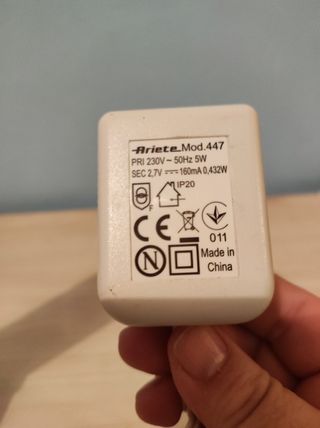 Ariete Mod.447
PRI 230V ~ 50Hz 5W
SEC 2,7V ⎓ 160mA 0,432W
F
IP20
CE
011
N
Made in
China